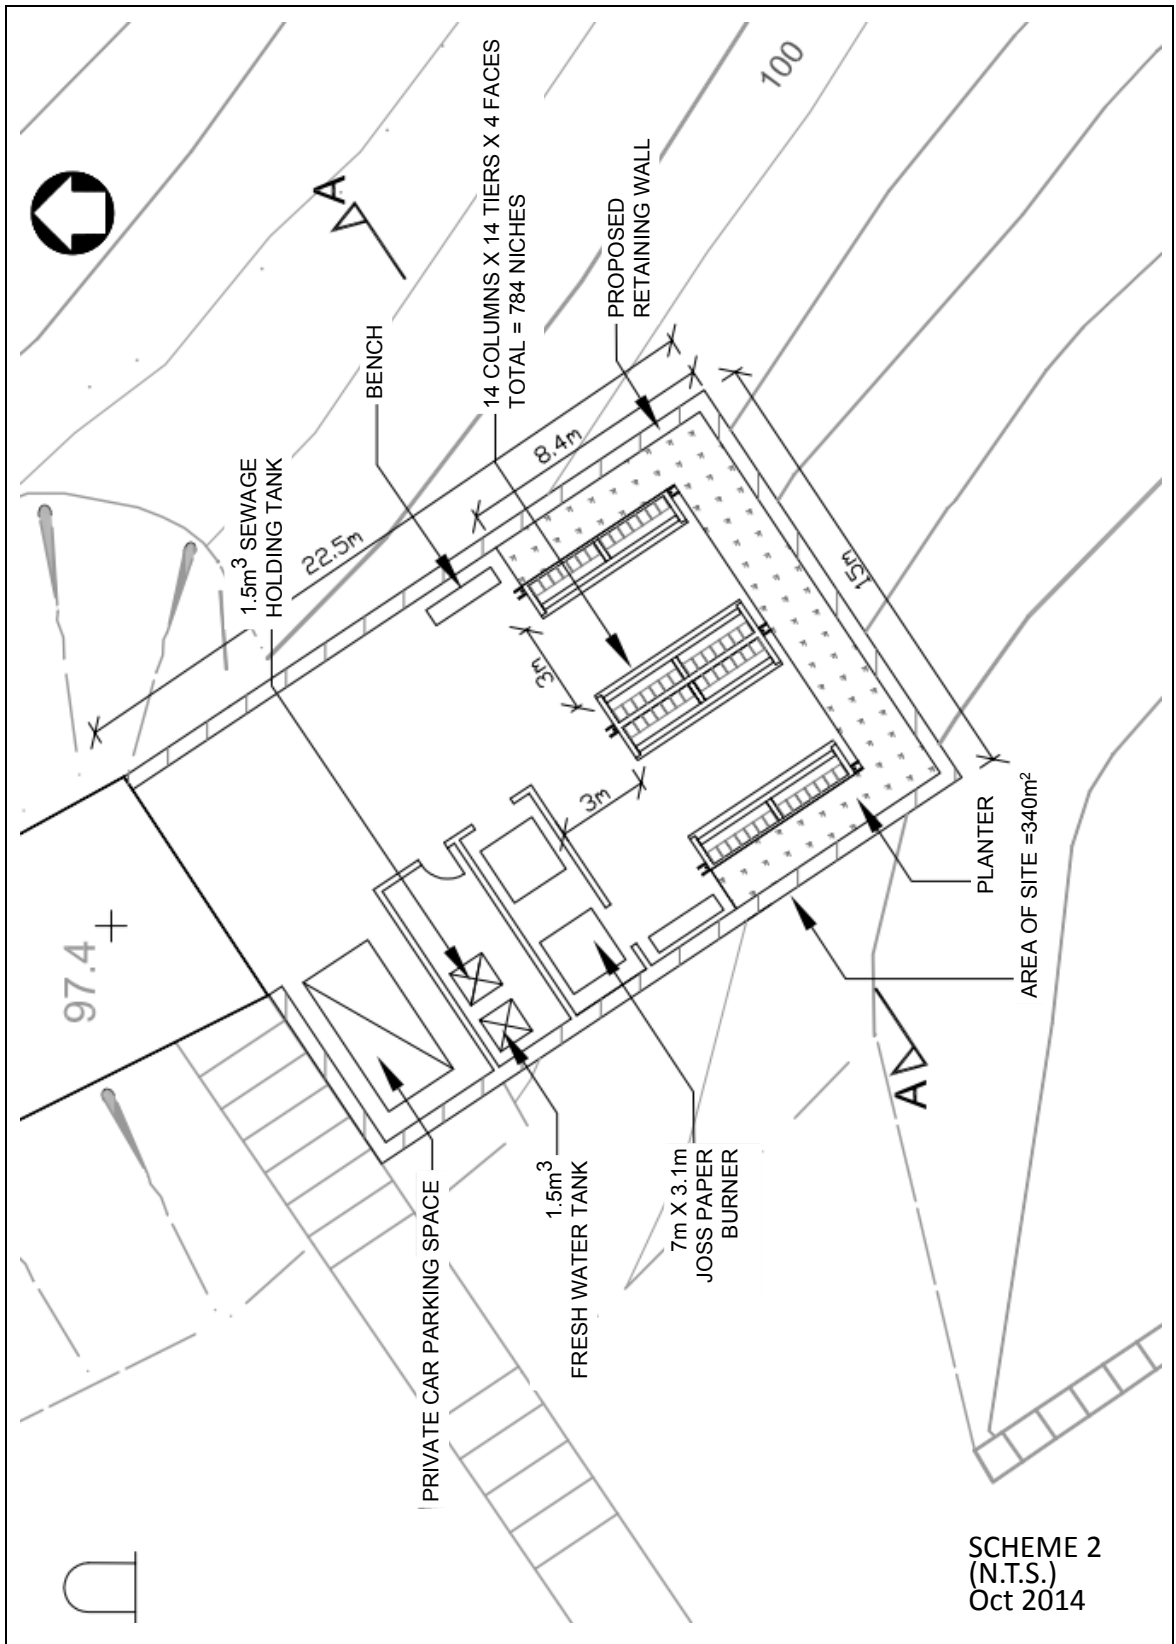 100
A
14 COLUMNS X 14 TIERS X 4 FACES
TOTAL = 784 NICHES
PROPOSED
RETAINING WALL
BENCH
1.5m³ SEWAGE
HOLDING TANK
22.5m
8.4m
15m
3m
3m
97.4
PLANTER
AREA OF SITE =340m²
A
PRIVATE CAR PARKING SPACE
1.5m³
FRESH WATER TANK
7m X 3.1m
JOSS PAPER
BURNER
SCHEME 2
(N.T.S.)
Oct 2014